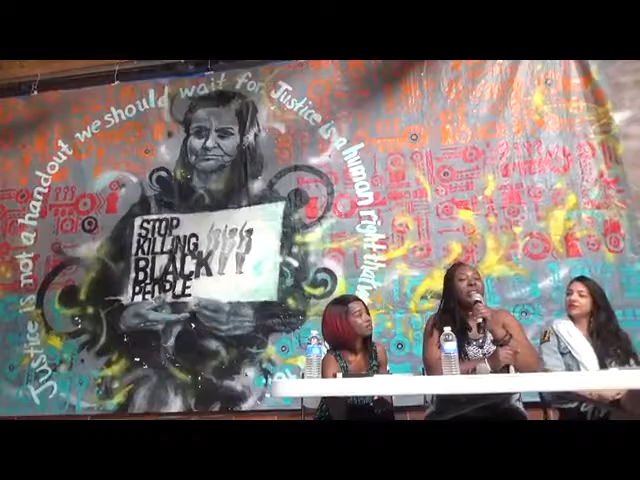 Justice is not a handout we should wait for
Justice is a human right that
STOP
KILLING
BLACK
PEOPLE